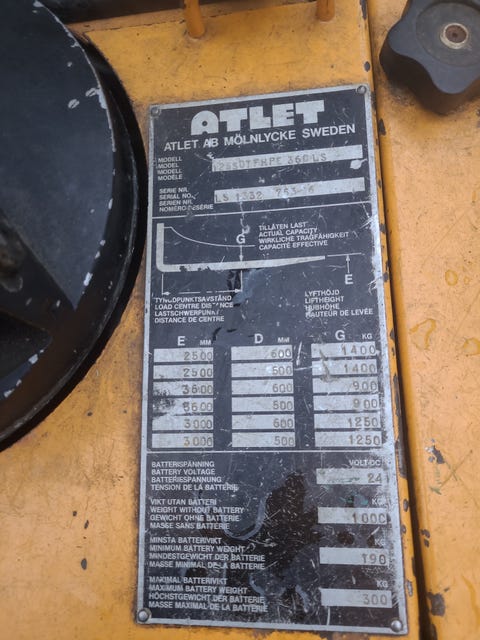 ATLET
ATLET AB MÖLNLYCKE SWEDEN
MODELL
MODEL
MODELL
MODÈLE
360 LS
SERIE NR.
SERIAL NO.
SERIEN NR.
NUMÉRO DE SÉRIE
LS 1332
TILLÅTEN LAST
ACTUAL CAPACITY
WIRKLICHE TRAGFÄHIGKEIT
CAPACITÉ EFFECTIVE
G
E
D
TYNGDPUNKTSAVSTÅND
LOAD CENTRE DISTANCE
LASTSCHWERPUNKT
DISTANCE DE CENTRE
LYFTHÖJD
LIFTHEIGHT
HUBHÖHE
HAUTEUR DE LEVÉE
E MM D MM G KG
2500 600 1400
2500 500 1400
3600 600 900
3600 500 900
3000 600 1250
3000 500 1250
BATTERISPÄNNING
BATTERY VOLTAGE
BATTERIESPANNUNG
TENSION DE LA BATTERIE
VOLT-DC
24
VIKT UTAN BATTERI
WEIGHT WITHOUT BATTERY
GEWICHT OHNE BATTERIE
MASSE SANS BATTERIE
KG
1000
MINSTA BATTERIVIKT
MINIMUM BATTERY WEIGHT
MINDESTGEWICHT DER BATTERIE
MASSE MINIMAL DE LA BATTERIE
KG
190
MAXIMAL BATTERIVIKT
MAXIMUM BATTERY WEIGHT
HÖCHSTGEWICHT DER BATTERIE
MASSE MAXIMAL DE LA BATTERIE
KG
300